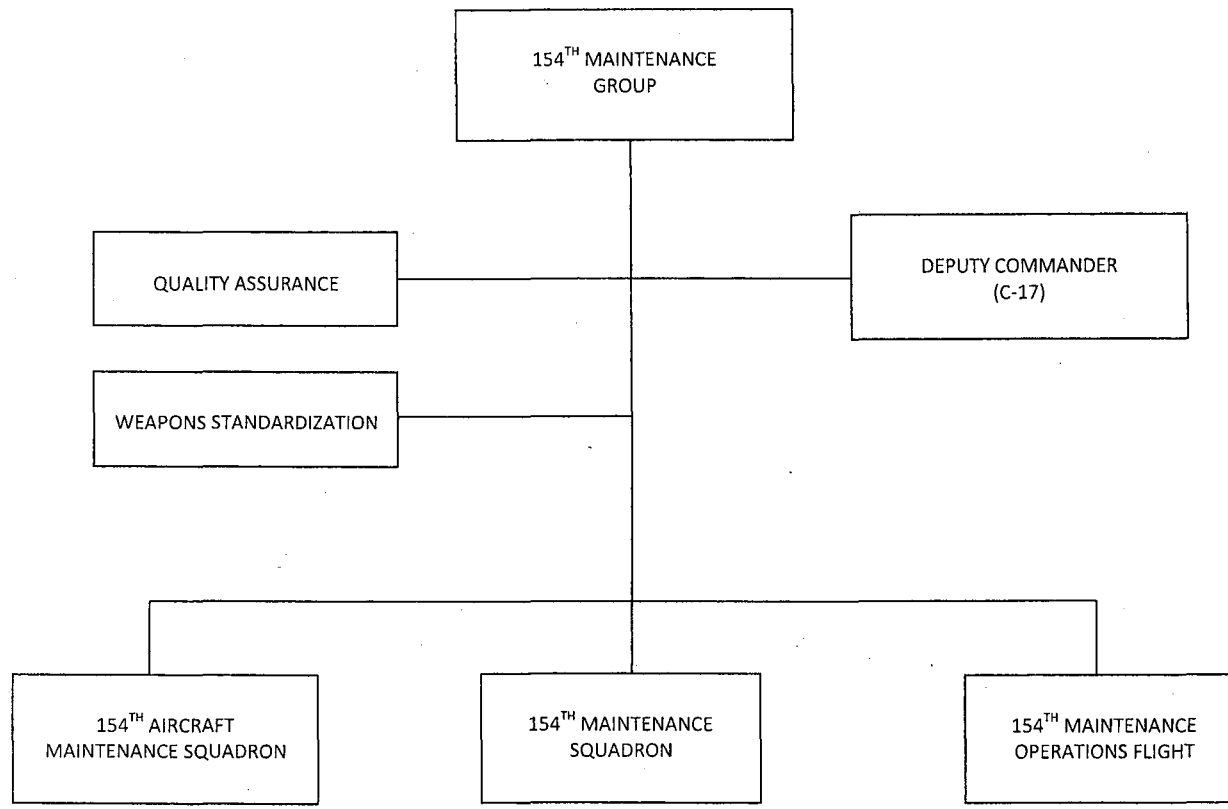 154TH MAINTENANCE
GROUP
QUALITY ASSURANCE
DEPUTY COMMANDER
(C-17)
WEAPONS STANDARDIZATION
154TH AIRCRAFT
MAINTENANCE SQUADRON
154TH MAINTENANCE
SQUADRON
154TH MAINTENANCE
OPERATIONS FLIGHT